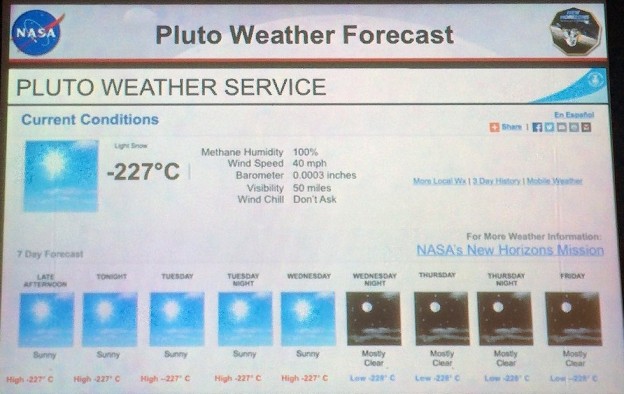 NASA
Pluto Weather Forecast
PLUTO WEATHER SERVICE
Current Conditions
En Español
Share
Light Snow
-227°C
Methane Humidity 100%
Wind Speed 40 mph
Barometer 0.0003 inches
Visibility 50 miles
Wind Chill Don't Ask
More Local Wx | 3 Day History | Mobile Weather
For More Weather Information:
NASA's New Horizons Mission
7 Day Forecast
LATE AFTERNOON TONIGHT TUESDAY TUESDAY NIGHT WEDNESDAY WEDNESDAY NIGHT THURSDAY THURSDAY NIGHT FRIDAY
Sunny Sunny Sunny Sunny Sunny Mostly Clear Mostly Clear Mostly Clear Mostly Clear
High -227° C High -227° C High -227° C High -227° C High -227° C Low -228° C Low -228° C Low -228° C Low -228° C